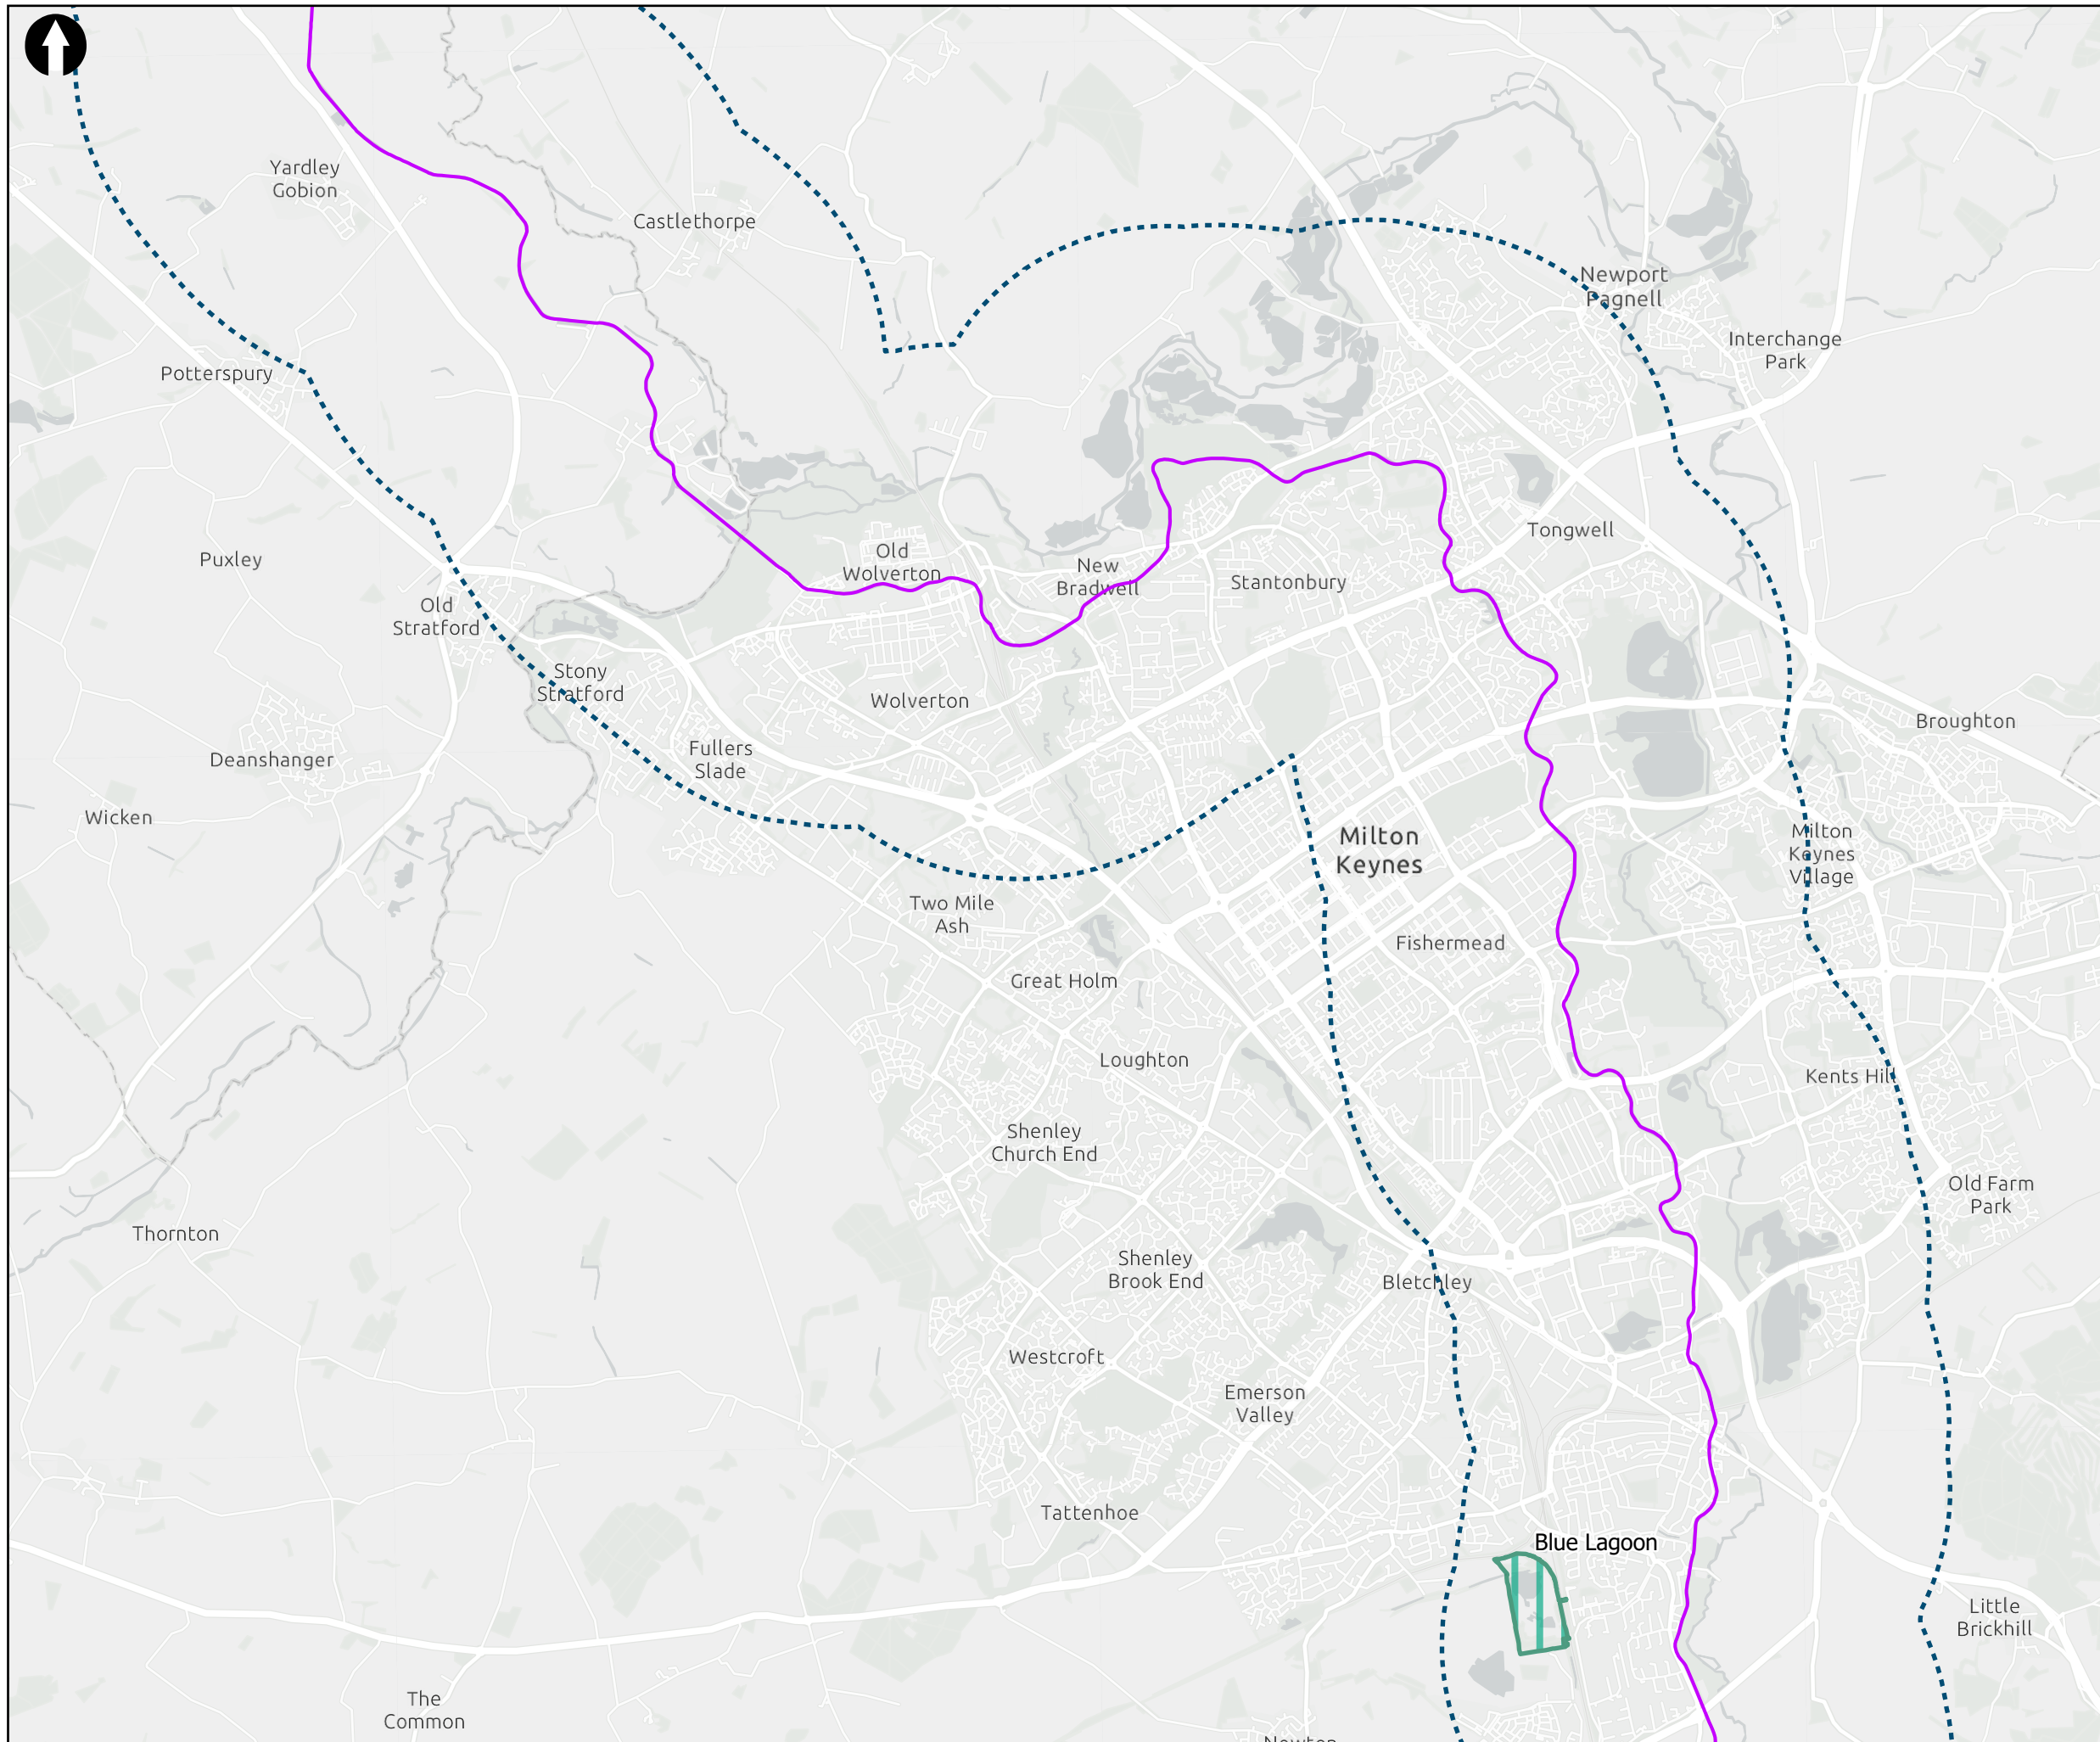 Yardley
Gobion
Castlethorpe
Newport
Pagnell
Interchange
Park
Potterspury
Puxley
Old
Wolverton
New
Bradwell
Stantonbury
Tongwell
Old
Stratford
Stony
Stratford
Wolverton
Broughton
Deanshanger
Fullers
Slade
Wicken
Milton
Keynes
Milton
Keynes
Village
Two Mile
Ash
Fishermead
Great Holm
Loughton
Kents Hill
Shenley
Church End
Old Farm
Park
Thornton
Shenley
Brook End
Bletchley
Westcroft
Emerson
Valley
Tattenhoe
Blue Lagoon
Little
Brickhill
The
Common